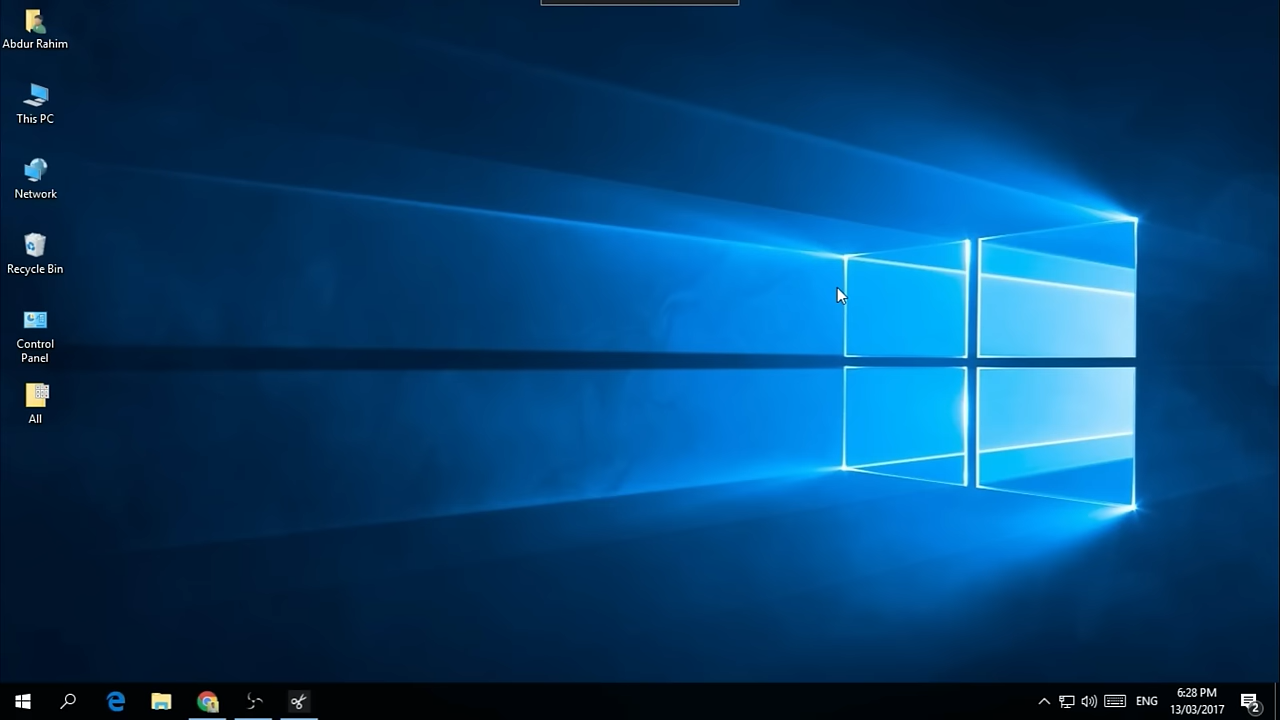 Abdur Rahim
This PC
Network
Recycle Bin
Control
Panel
All
ENG
6:28 PM
13/03/2017
2